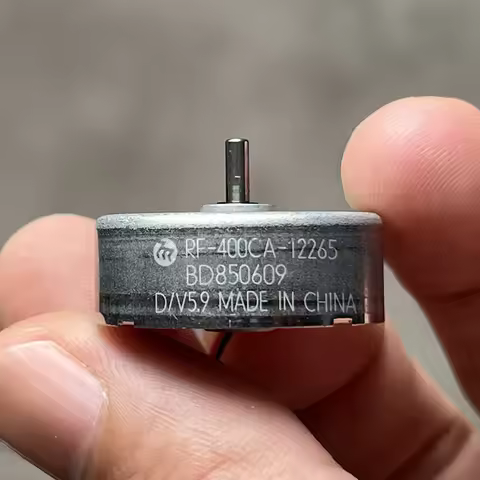 RF-400CA-12265
BD850609
D/V5.9 MADE IN CHINA